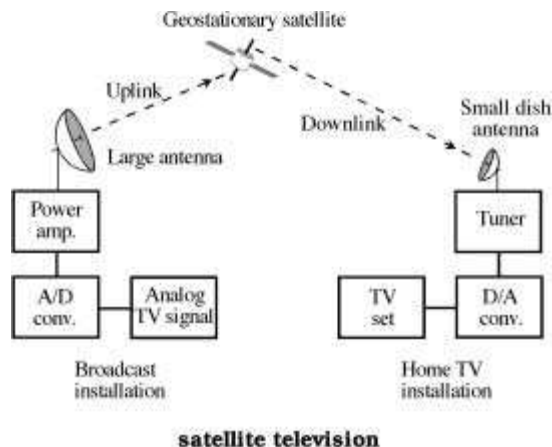 Geostationary satellite
Uplink
Large antenna
Downlink
Small dish
antenna
Power
amp.
Tuner
A/D
conv.
Analog
TV signal
TV
set
D/A
conv.
Broadcast
installation
Home TV
installation
satellite television